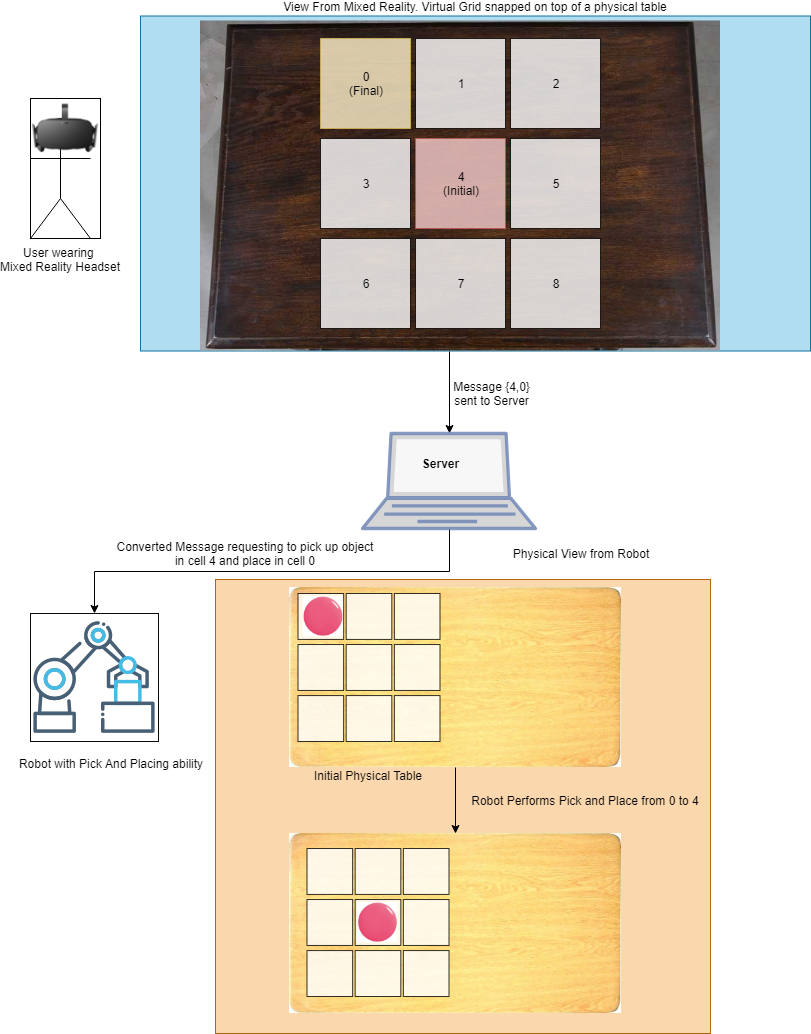 View From Mixed Reality. Virtual Grid snapped on top of a physical table
0
(Final)
1
2
3
4
(Initial)
5
6
7
8
User wearing
Mixed Reality Headset
Message {4,0}
sent to Server
Server
Converted Message requesting to pick up object
in cell 4 and place in cell 0
Physical View from Robot
Robot with Pick And Placing ability
Initial Physical Table
Robot Performs Pick and Place from 0 to 4